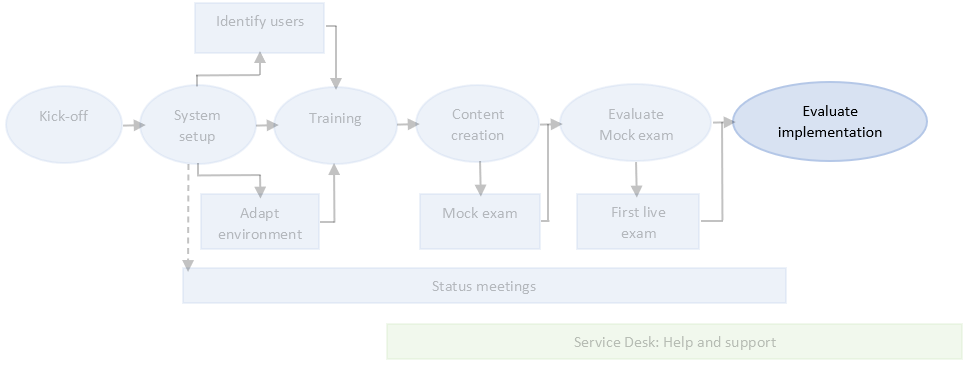 Identify users
Kick-off
System
setup
Training
Content
creation
Evaluate
Mock exam
Evaluate
implementation
Adapt
environment
Mock exam
First live
exam
Status meetings
Service Desk: Help and support